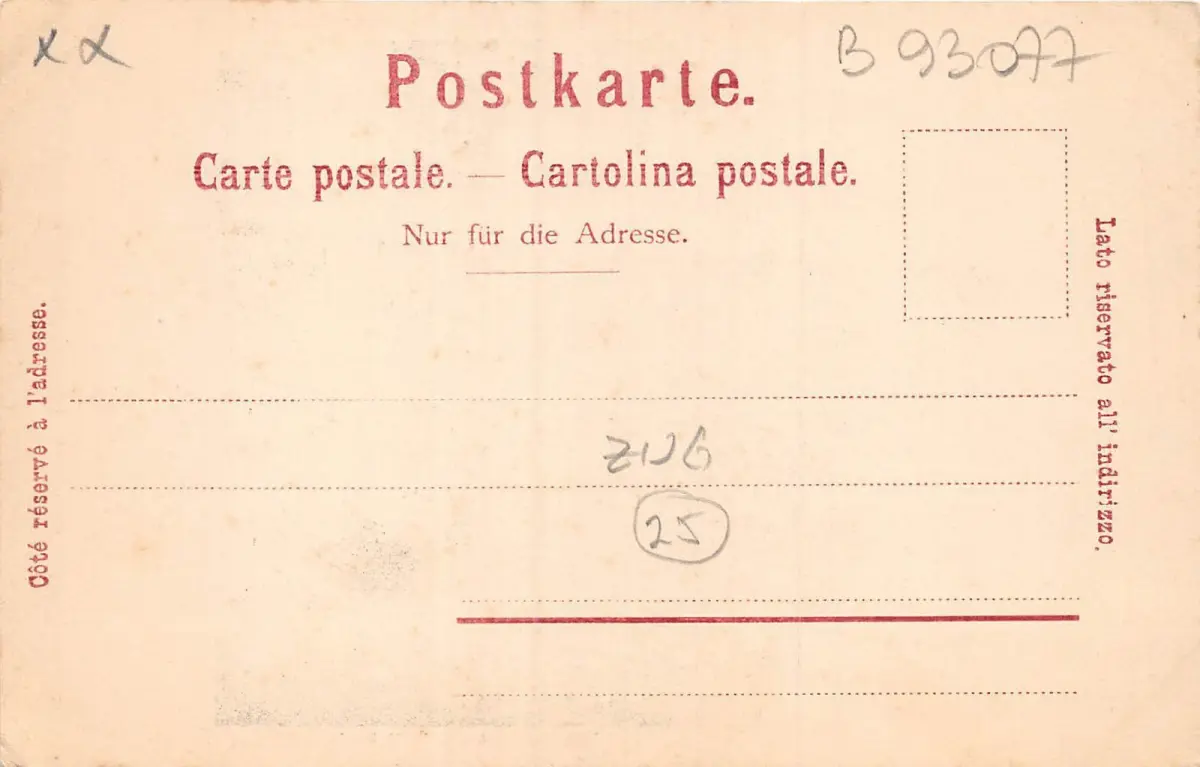 x x
B 93077
Postkarte.
Carte postale. — Cartolina postale.
Nur für die Adresse.
Côté réservé à l'adresse.
Lato riservato all' indirizzo.
ZUG
25